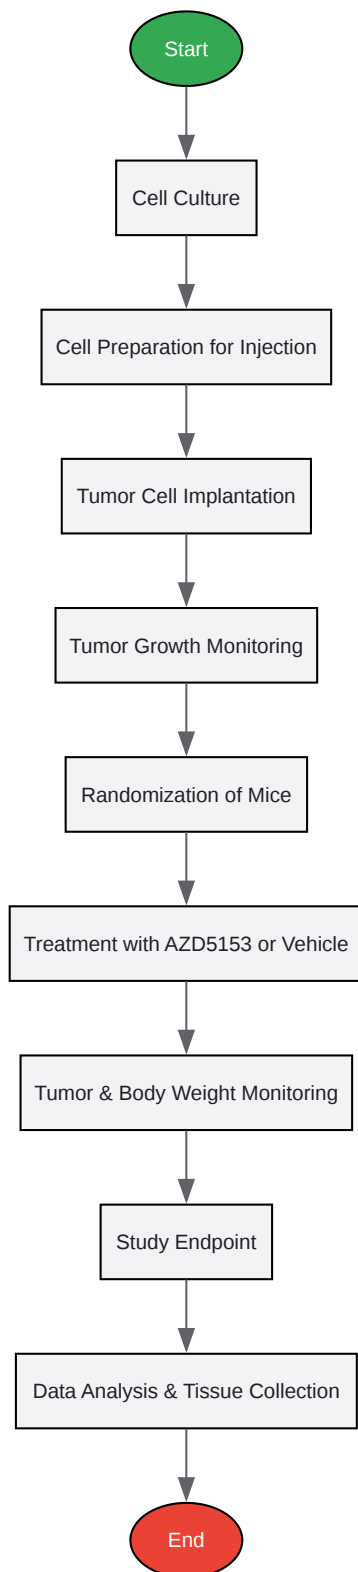 Start
Cell Culture
Cell Preparation for Injection
Tumor Cell Implantation
Tumor Growth Monitoring
Randomization of Mice
Treatment with AZD5153 or Vehicle
Tumor & Body Weight Monitoring
Study Endpoint
Data Analysis & Tissue Collection
End